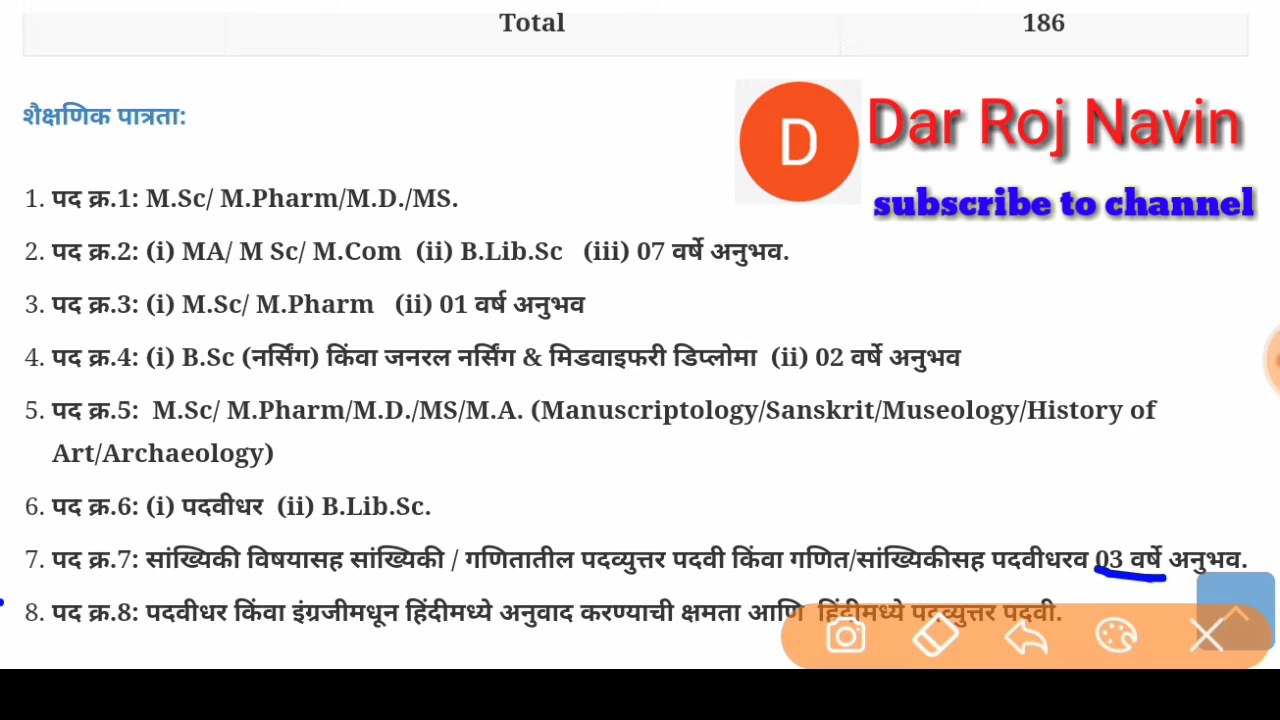 Total 186
शैक्षणिक पात्रता:
D Dar Roj Navin
subscribe to channel
1. पद क्र.1: M.Sc/ M.Pharm/M.D./MS.
2. पद क्र.2: (i) MA/ M Sc/ M.Com (ii) B.Lib.Sc (iii) 07 वर्षे अनुभव.
3. पद क्र.3: (i) M.Sc/ M.Pharm (ii) 01 वर्ष अनुभव
4. पद क्र.4: (i) B.Sc (नर्सिंग) किंवा जनरल नर्सिंग & मिडवाइफरी डिप्लोमा (ii) 02 वर्षे अनुभव
5. पद क्र.5: M.Sc/ M.Pharm/M.D./MS/M.A. (Manuscriptology/Sanskrit/Museology/History of
Art/Archaeology)
6. पद क्र.6: (i) पदवीधर (ii) B.Lib.Sc.
7. पद क्र.7: सांख्यिकी विषयासह सांख्यिकी / गणितातील पदव्युत्तर पदवी किंवा गणित/सांख्यिकीसह पदवीधरव 03 वर्षे अनुभव.
8. पद क्र.8: पदवीधर किंवा इंग्रजीमधून हिंदीमध्ये अनुवाद करण्याची क्षमता आणि हिंदीमध्ये पदव्युत्तर पदवी.